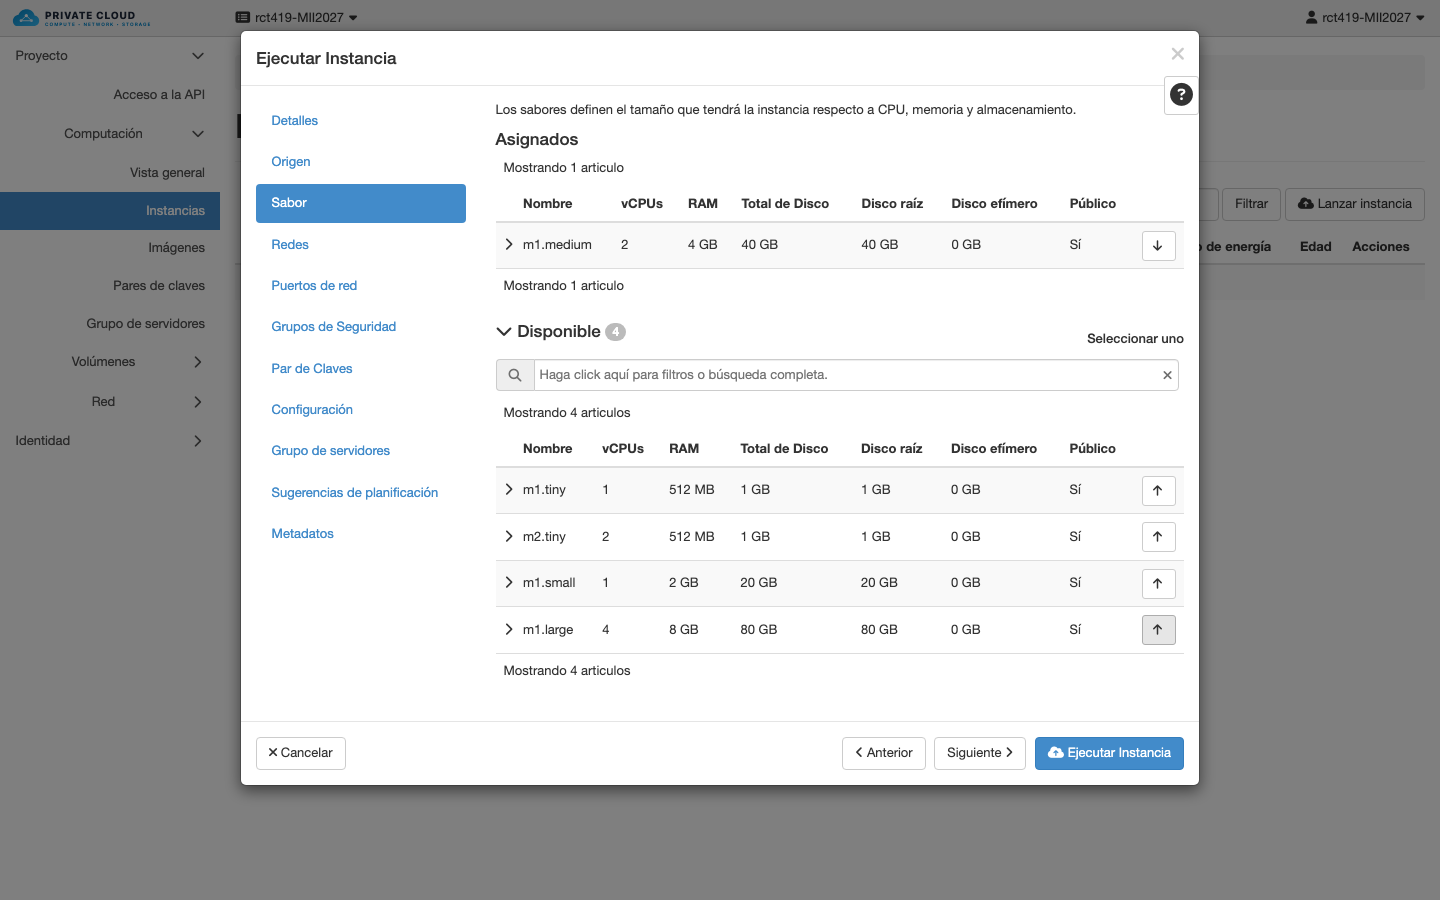 PRIVATE CLOUD
COMPUTE • NETWORK • STORAGE
rct419-MII2027
rct419-MII2027
Proyecto
Acceso a la API
Computación
Vista general
Instancias
Imágenes
Pares de claves
Grupo de servidores
Volúmenes
Red
Identidad
Filtrar
Lanzar instancia
de energía
Edad
Acciones
Ejecutar Instancia
×
?
Detalles
Origen
Sabor
Redes
Puertos de red
Grupos de Seguridad
Par de Claves
Configuración
Grupo de servidores
Sugerencias de planificación
Metadatos
Los sabores definen el tamaño que tendrá la instancia respecto a CPU, memoria y almacenamiento.
Asignados
Mostrando 1 articulo
Nombre vCPUs RAM Total de Disco Disco raíz Disco efímero Público
m1.medium 2 4 GB 40 GB 40 GB 0 GB Sí
Mostrando 1 articulo
Disponible 4
Seleccionar uno
Haga click aquí para filtros o búsqueda completa.
Mostrando 4 articulos
Nombre vCPUs RAM Total de Disco Disco raíz Disco efímero Público
m1.tiny 1 512 MB 1 GB 1 GB 0 GB Sí
m2.tiny 2 512 MB 1 GB 1 GB 0 GB Sí
m1.small 1 2 GB 20 GB 20 GB 0 GB Sí
m1.large 4 8 GB 80 GB 80 GB 0 GB Sí
Mostrando 4 articulos
Cancelar
Anterior
Siguiente
Ejecutar Instancia